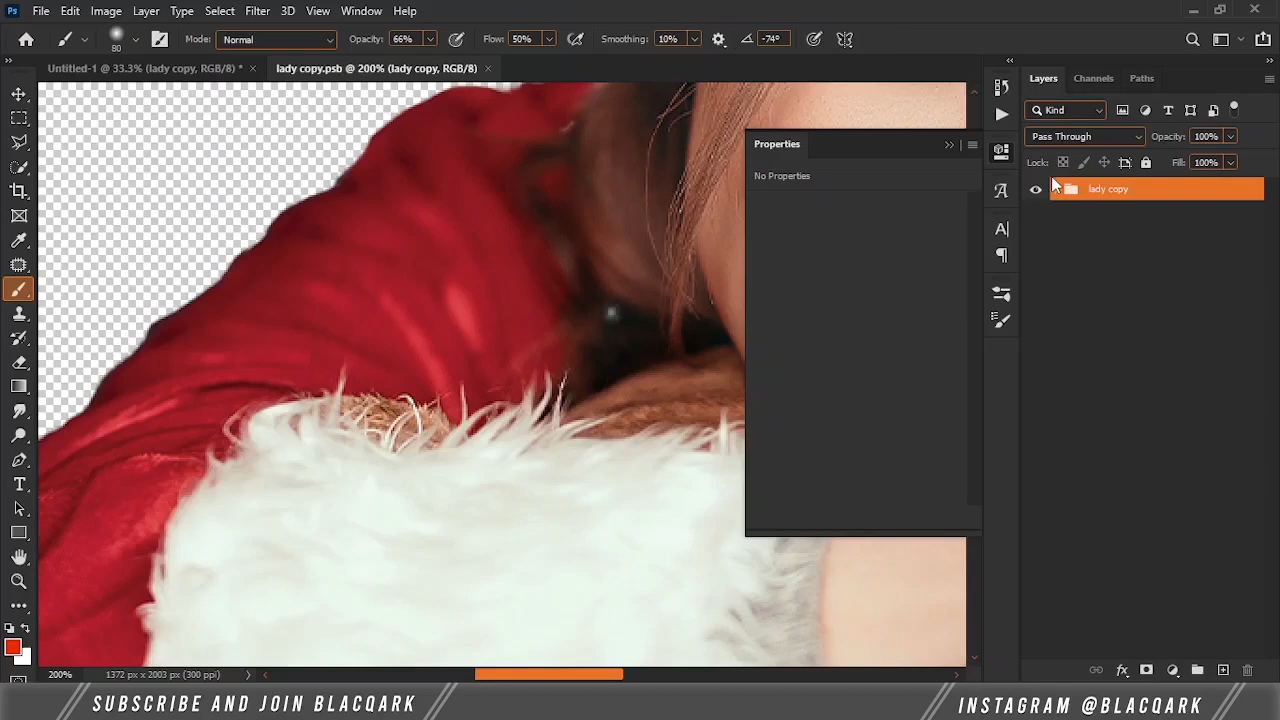 Ps File Edit Image Layer Type Select Filter 3D View Window Help
80 Mode: Normal Opacity: 66% Flow: 50% Smoothing: 10% -74°
Untitled-1 @ 33.3% (lady copy, RGB/8) * × lady copy.psb @ 200% (lady copy, RGB/8) ×
Layers Channels Paths
Kind
Pass Through Opacity: 100%
Lock: Fill: 100%
lady copy
Properties
No Properties
200% 1372 px x 2003 px (300 ppi)
SUBSCRIBE AND JOIN BLACQARK
INSTAGRAM @BLACQARK